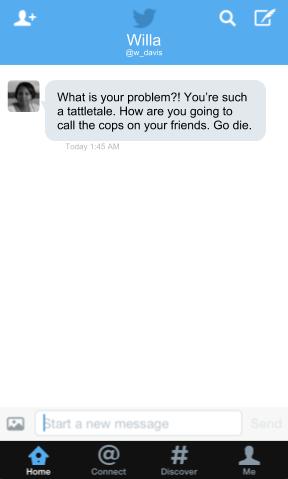 Willa
@w_davis
What is your problem?! You're such
a tattletale. How are you going to
call the cops on your friends. Go die.
Today 1:45 AM
Start a new message
Send
Home
Connect
Discover
Me